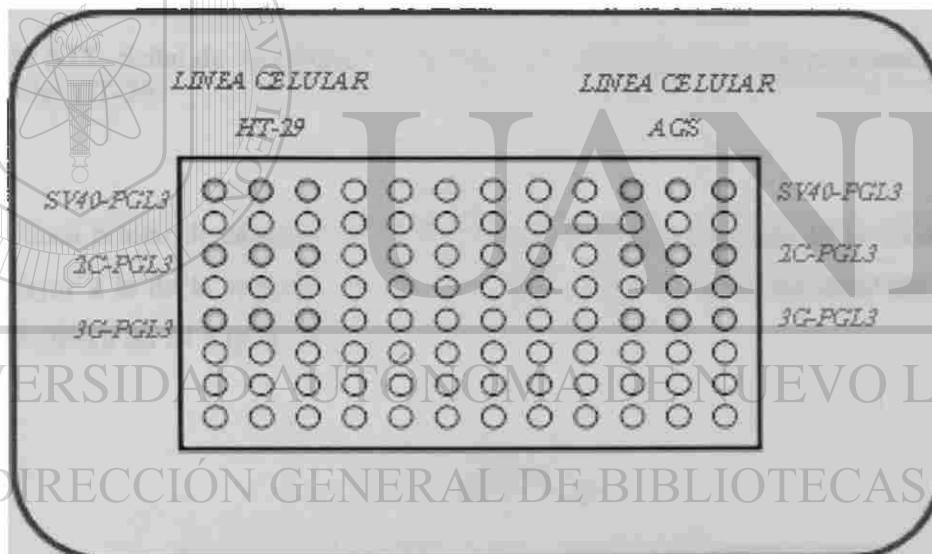 LINEA CELULAR
HT-29
LINEA CELULAR
AGS
SV40-PGL3
SV40-PGL3
2C-PGL3
2C-PGL3
3G-PGL3
3G-PGL3
UANL
UNIVERSIDAD AUTÓNOMA DE NUEVO L
DIRECCIÓN GENERAL DE BIBLIOTECAS